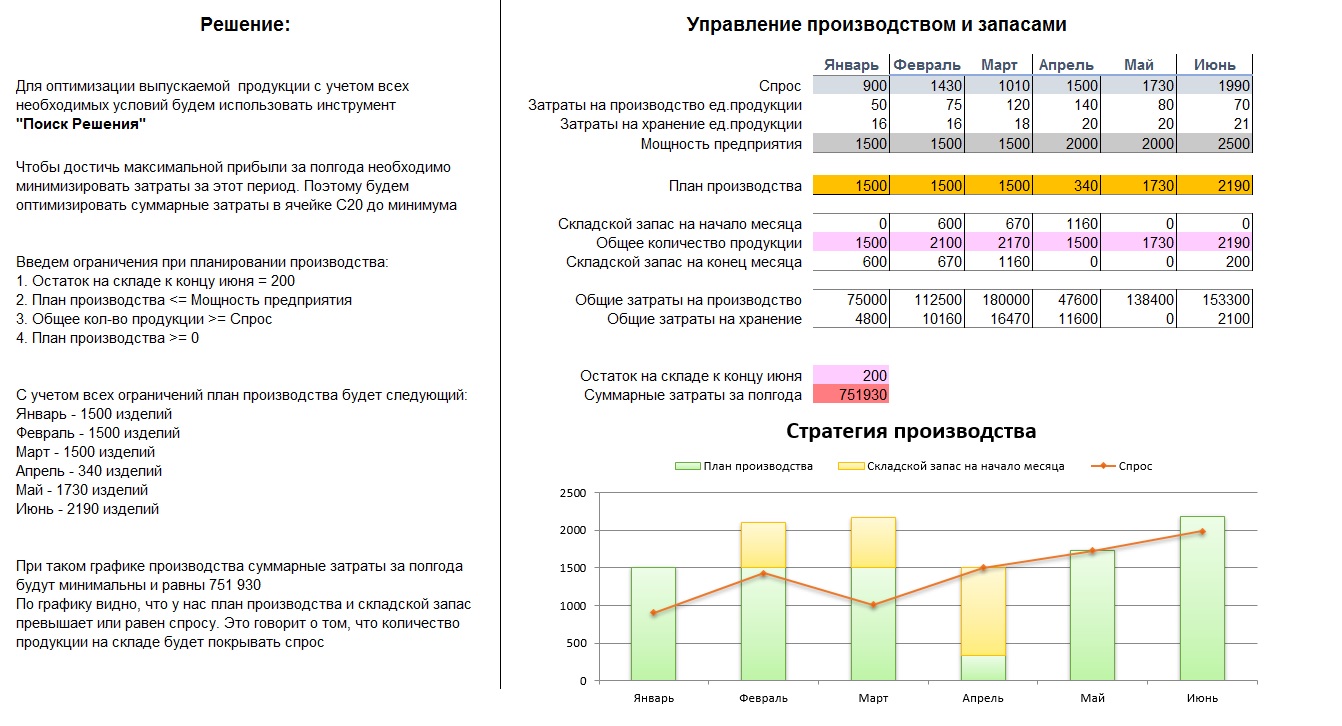 Решение:
Для оптимизации выпускаемой продукции с учетом всех
необходимых условий будем использовать инструмент
"Поиск Решения"
Чтобы достичь максимальной прибыли за полгода необходимо
минимизировать затраты за этот период. Поэтому будем
оптимизировать суммарные затраты в ячейке С20 до минимума
Введем ограничения при планировании производства:
1. Остаток на складе к концу июня = 200
2. План производства <= Мощность предприятия
3. Общее кол-во продукции >= Спрос
4. План производства >= 0
С учетом всех ограничений план производства будет следующий:
Январь - 1500 изделий
Февраль - 1500 изделий
Март - 1500 изделий
Апрель - 340 изделий
Май - 1730 изделий
Июнь - 2190 изделий
При таком графике производства суммарные затраты за полгода
будут минимальны и равны 751 930
По графику видно, что у нас план производства и складской запас
превышает или равен спросу. Это говорит о том, что количество
продукции на складе будет покрывать спрос
Управление производством и запасами
Январь Февраль Март Апрель Май Июнь
Спрос 900 1430 1010 1500 1730 1990
Затраты на производство ед.продукции 50 75 120 140 80 70
Затраты на хранение ед.продукции 16 16 18 20 20 21
Мощность предприятия 1500 1500 1500 2000 2000 2500
План производства 1500 1500 1500 340 1730 2190
Складской запас на начало месяца 0 600 670 1160 0 0
Общее количество продукции 1500 2100 2170 1500 1730 2190
Складской запас на конец месяца 600 670 1160 0 0 200
Общие затраты на производство 75000 112500 180000 47600 138400 153300
Общие затраты на хранение 4800 10160 16470 11600 0 2100
Остаток на складе к концу июня 200
Суммарные затраты за полгода 751930
Стратегия производства
План производства Складской запас на начало месяца Спрос
2500
2000
1500
1000
500
0
Январь Февраль Март Апрель Май Июнь